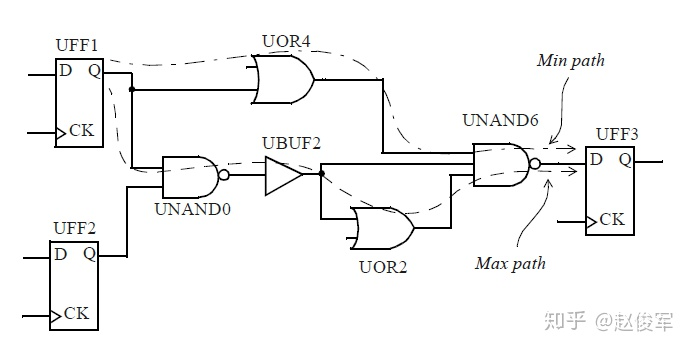 UFF1
UOR4
D Q
CK
Min path
UNAND6
UFF3
UBUF2
D Q
CK
UNAND0
UFF2
UOR2
D Q
CK
Max path
知乎 @赵俊军